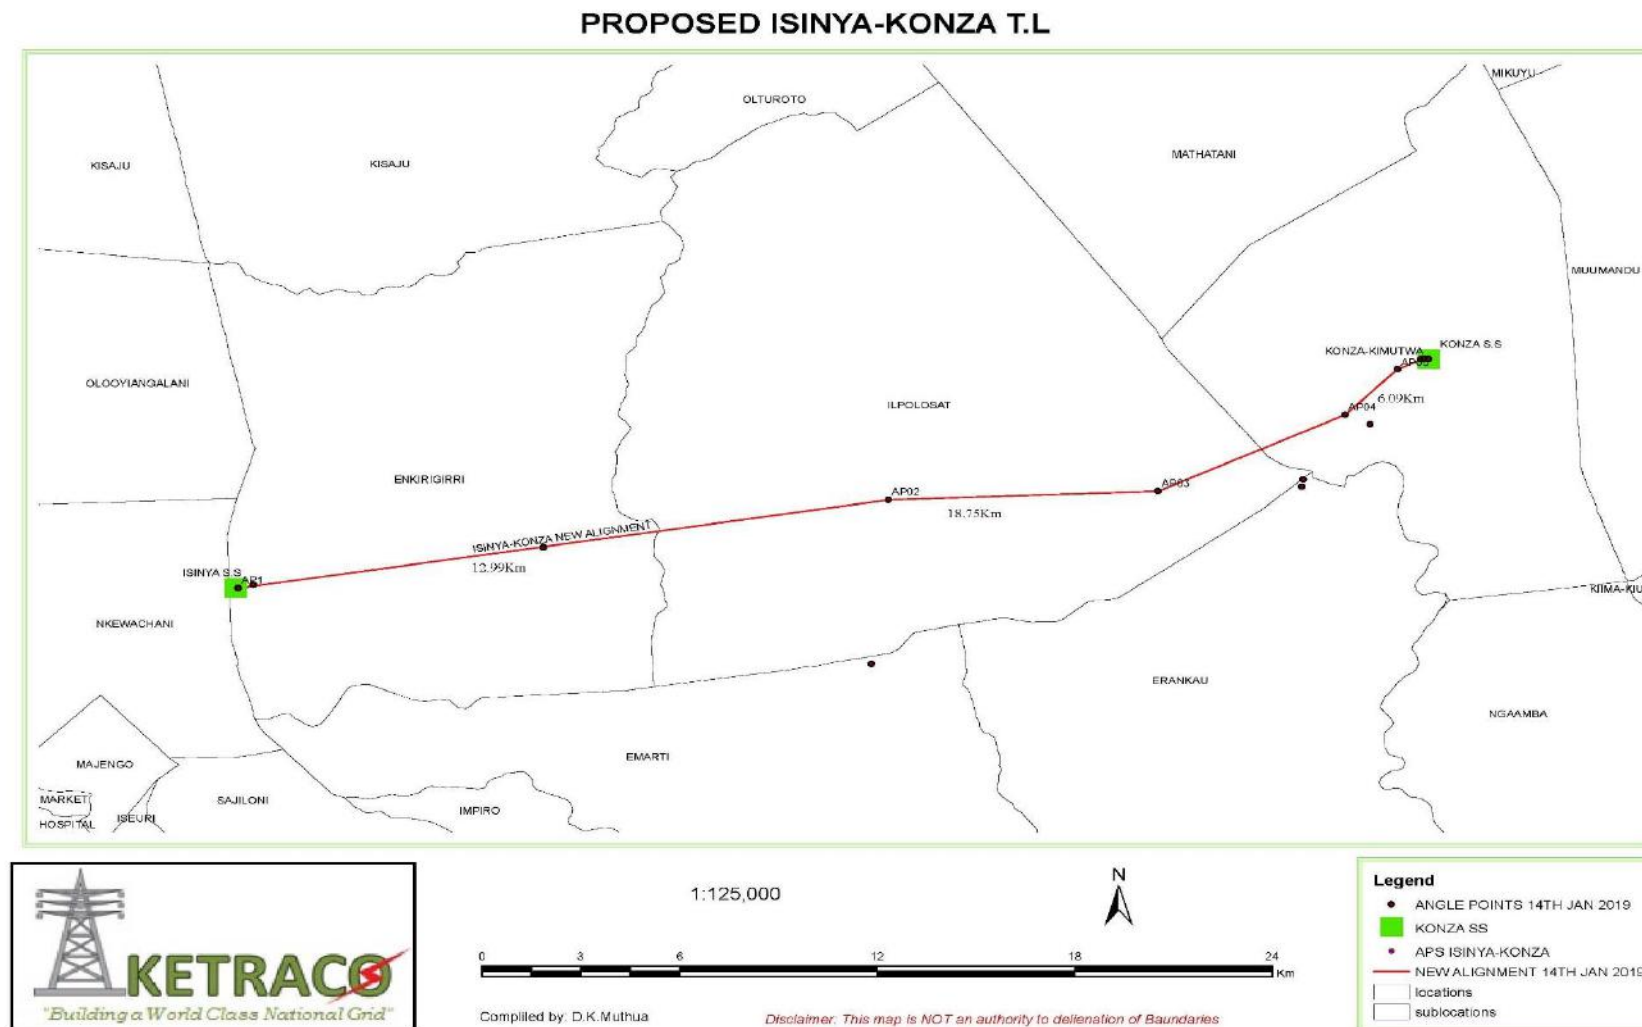 PROPOSED ISINYA-KONZA T.L
MIKUYU
OLTUROTO
MATHATANI
KISAJU
KISAJU
MUUMANDU
KONZA-KIMUTWA
KONZA S.S
OLOOYIANGALANI
AP04
6.09Km
ILPOLOSAT
ENKIRIGIRRI
AP02
AP03
18.75Km
ISINYA-KONZA NEW ALIGNMENT
12.99Km
ISINYA S.S
AP1
KIIMA-KIU
NKEWACHANI
ERANKAU
NGAAMBA
EMARTI
MAJENGO
MARKET
SAJILONI
IMPIRO
HOSPITAL
ISEURI
KETRACO
"Building a World Class National Grid"
1:125,000
N
0 3 6 12 18 24
Km
Compliled by: D.K.Muthua
Disclaimer: This map is NOT an authority to delienation of Baundaries
Legend
ANGLE POINTS 14TH JAN 2019
KONZA SS
APS ISINYA-KONZA
NEW ALIGNMENT 14TH JAN 2019
locations
sublocations